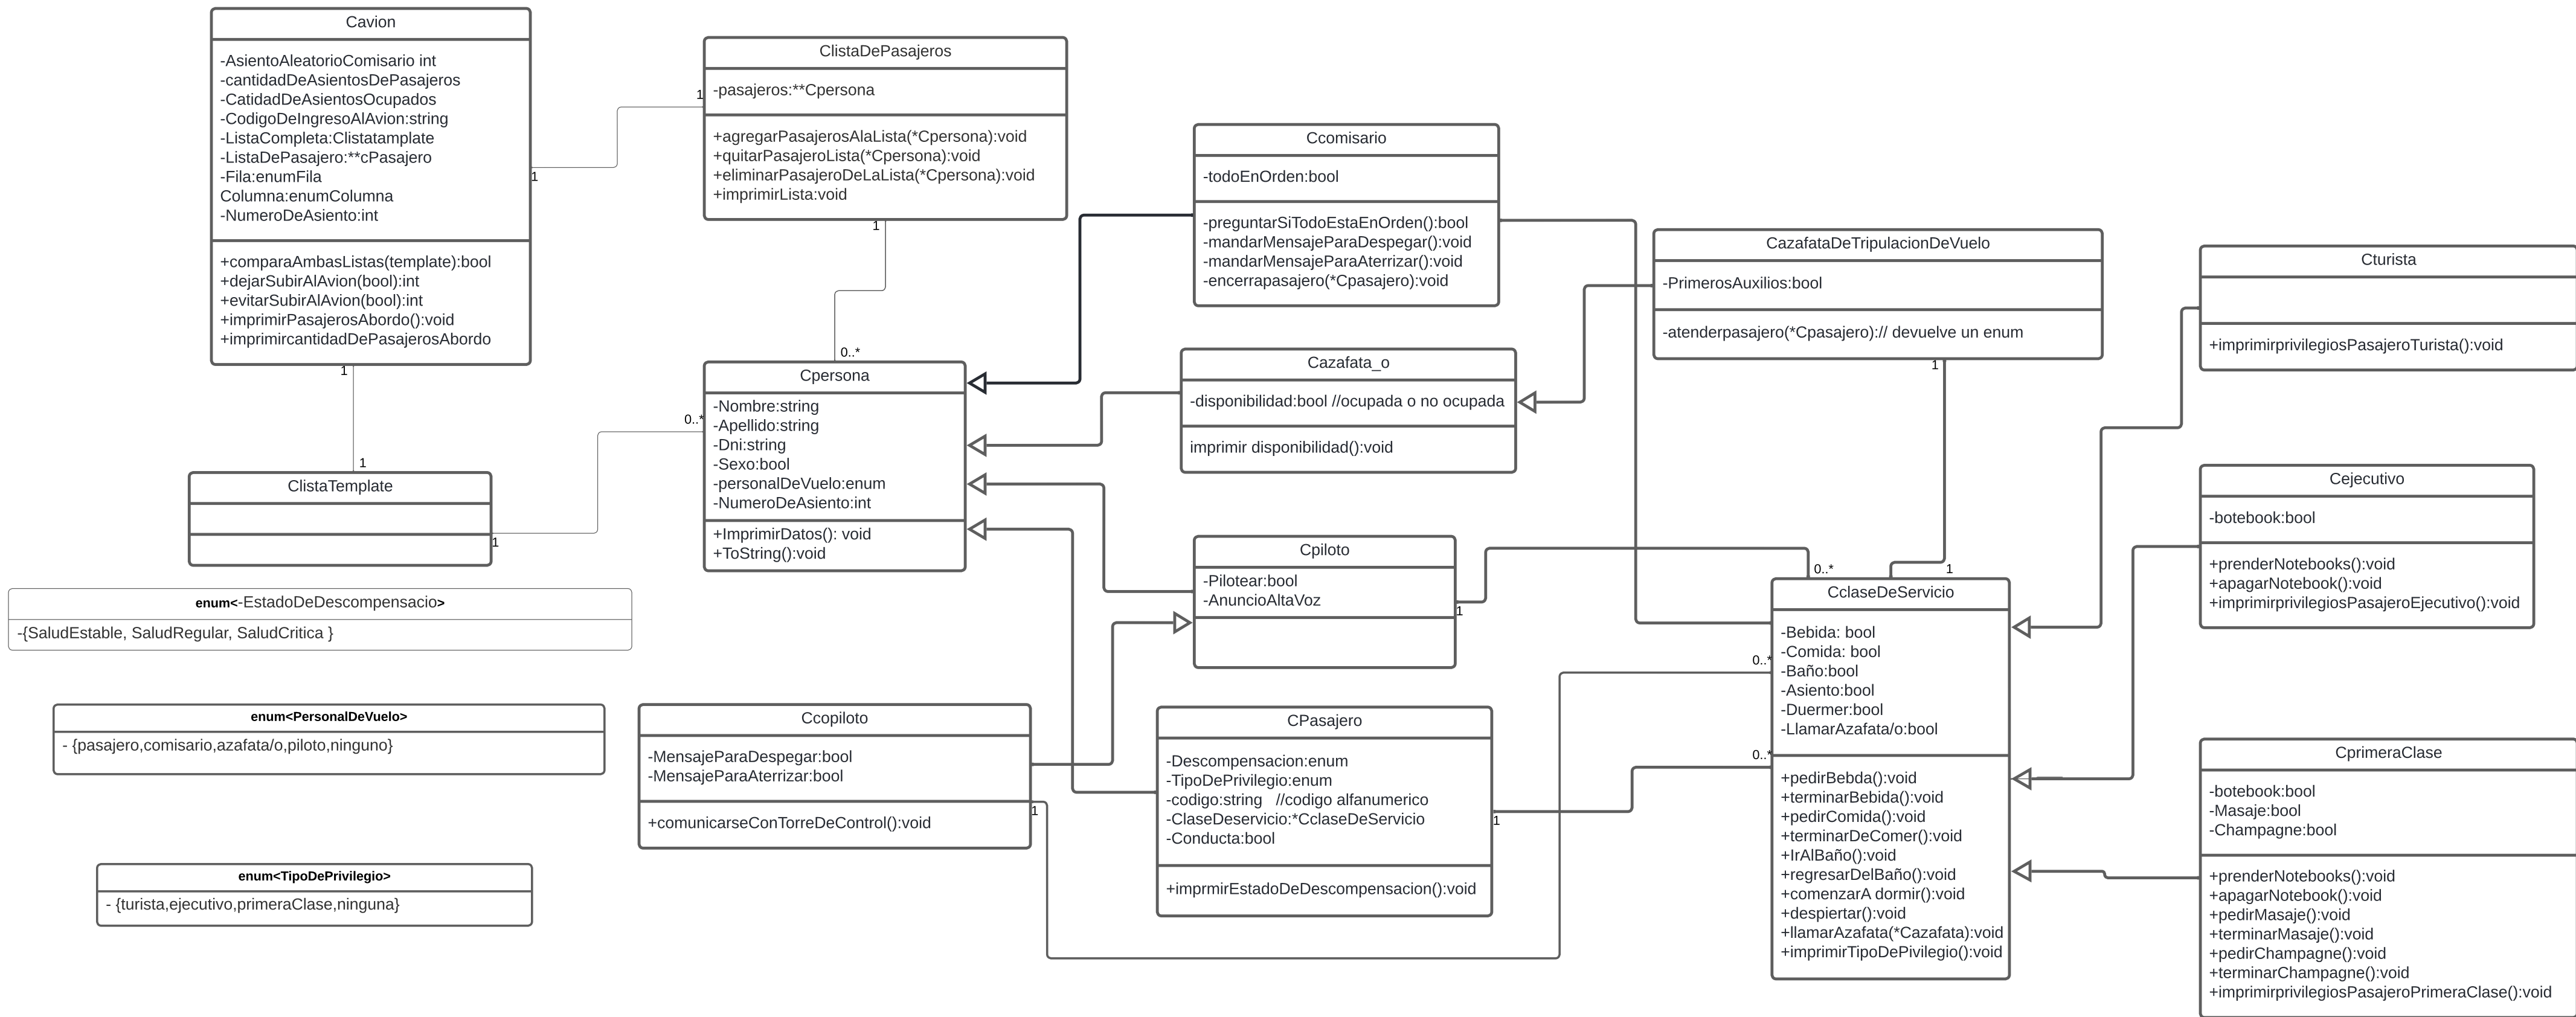 Cavion
-AsientoAleatorioComisario int
-cantidadDeAsientosDePasajeros
-CatidadDeAsientosOcupados
-CodigoDeIngresoAlAvion:string
-ListaCompleta:Clistatamplate
-ListaDePasajero:**cPasajero
-Fila:enumFila
Columna:enumColumna
-NumeroDeAsiento:int
+comparaAmbasListas(template):bool
+dejarSubirAlAvion(bool):int
+evitarSubirAlAvion(bool):int
+imprimirPasajerosAbordo():void
+imprimircantidadDePasajerosAbordo
1
1
1
1
ClistaDePasajeros
-pasajeros:**Cpersona
+agregarPasajerosAlaLista(*Cpersona):void
+quitarPasajeroLista(*Cpersona):void
+eliminarPasajeroDeLaLista(*Cpersona):void
+imprimirLista:void
1
0..*
ClistaTemplate
1
0..*
Cpersona
-Nombre:string
-Apellido:string
-Dni:string
-Sexo:bool
-personalDeVuelo:enum
-NumeroDeAsiento:int
+ImprimirDatos(): void
+ToString():void
enum<-EstadoDeDescompensacio>
-{SaludEstable, SaludRegular, SaludCritica }
enum<PersonalDeVuelo>
- {pasajero,comisario,azafata/o,piloto,ninguno}
enum<TipoDePrivilegio>
- {turista,ejecutivo,primeraClase,ninguna}
Ccomisario
-todoEnOrden:bool
-preguntarSiTodoEstaEnOrden():bool
-mandarMensajeParaDespegar():void
-mandarMensajeParaAterrizar():void
-encerrapasajero(*Cpasajero):void
Cazafata_o
-disponibilidad:bool //ocupada o no ocupada
imprimir disponibilidad():void
Cpiloto
-Pilotear:bool
-AnuncioAltaVoz
1
0..*
Ccopiloto
-MensajeParaDespegar:bool
-MensajeParaAterrizar:bool
+comunicarseConTorreDeControl():void
1
0..*
CPasajero
-Descompensacion:enum
-TipoDePrivilegio:enum
-codigo:string   //codigo alfanumerico
-ClaseDeservicio:*CclaseDeServicio
-Conducta:bool
+imprmirEstadoDeDescompensacion():void
1
0..*
CazafataDeTripulacionDeVuelo
-PrimerosAuxilios:bool
-atenderpasajero(*Cpasajero):// devuelve un enum
1
1
CclaseDeServicio
-Bebida: bool
-Comida: bool
-Baño:bool
-Asiento:bool
-Duermer:bool
-LlamarAzafata/o:bool
+pedirBebda():void
+terminarBebida():void
+pedirComida():void
+terminarDeComer():void
+IrAlBaño():void
+regresarDelBaño():void
+comenzarA dormir():void
+despiertar():void
+llamarAzafata(*Cazafata):void
+imprimirTipoDePivilegio():void
Cturista
+imprimirprivilegiosPasajeroTurista():void
Cejecutivo
-botebook:bool
+prenderNotebooks():void
+apagarNotebook():void
+imprimirprivilegiosPasajeroEjecutivo():void
CprimeraClase
-botebook:bool
-Masaje:bool
-Champagne:bool
+prenderNotebooks():void
+apagarNotebook():void
+pedirMasaje():void
+terminarMasaje():void
+pedirChampagne():void
+terminarChampagne():void
+imprimirprivilegiosPasajeroPrimeraClase():void